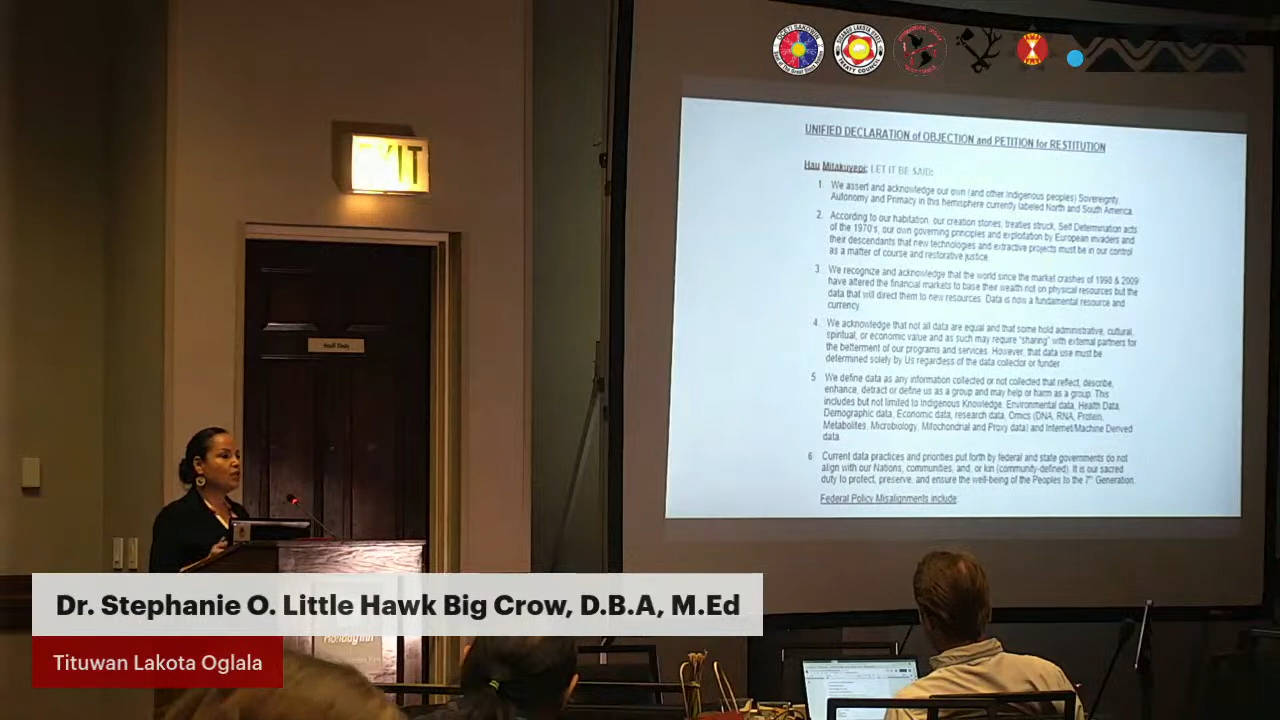 EXIT
UNIFIED DECLARATION of OBJECTION and PETITION for RESTITUTION
Hau Mitakuyepi: LET IT BE SAID:
1 We assert and acknowledge our own (and other Indigenous peoples) Sovereignty,
Autonomy and Primacy in this hemisphere currently labeled North and South America.
2. According to our habitation, our creation stories, treaties struck, Self Determination acts
of the 1970's, our own governing principles and exploitation by European invaders and
their descendants that new technologies and extractive projects must be in our control
as a matter of course and restorative justice.
3. We recognize and acknowledge that the world since the market crashes of 1998 & 2009
have altered the financial markets to base their wealth not on physical resources but the
data that will direct them to new resources. Data is now a fundamental resource and
currency.
4. We acknowledge that not all data are equal and that some hold administrative, cultural,
spiritual, or economic value and as such may require "sharing" with external partners for
the betterment of our programs and services. However, that data use must be
determined solely by Us regardless of the data collector or funder.
5 We define data as any information collected or not collected that reflect, describe,
enhance, detract or define us as a group and may help or harm as a group. This
includes but not limited to Indigenous Knowledge, Environmental data, Health Data,
Demographic data, Economic data, research data, Omics (DNA, RNA, Protein,
Metabolites, Microbiology, Mitochondrial and Proxy data) and Internet/Machine Derived
data.
6 Current data practices and priorities put forth by federal and state governments do not
align with our Nations, communities, and, or kin (community-defined). It is our sacred
duty to protect, preserve, and ensure the well-being of the Peoples to the 7th Generation.
Federal Policy Misalignments include:
Dr. Stephanie O. Little Hawk Big Crow, D.B.A, M.Ed
Holiday Inn
Tituwan Lakota Oglala